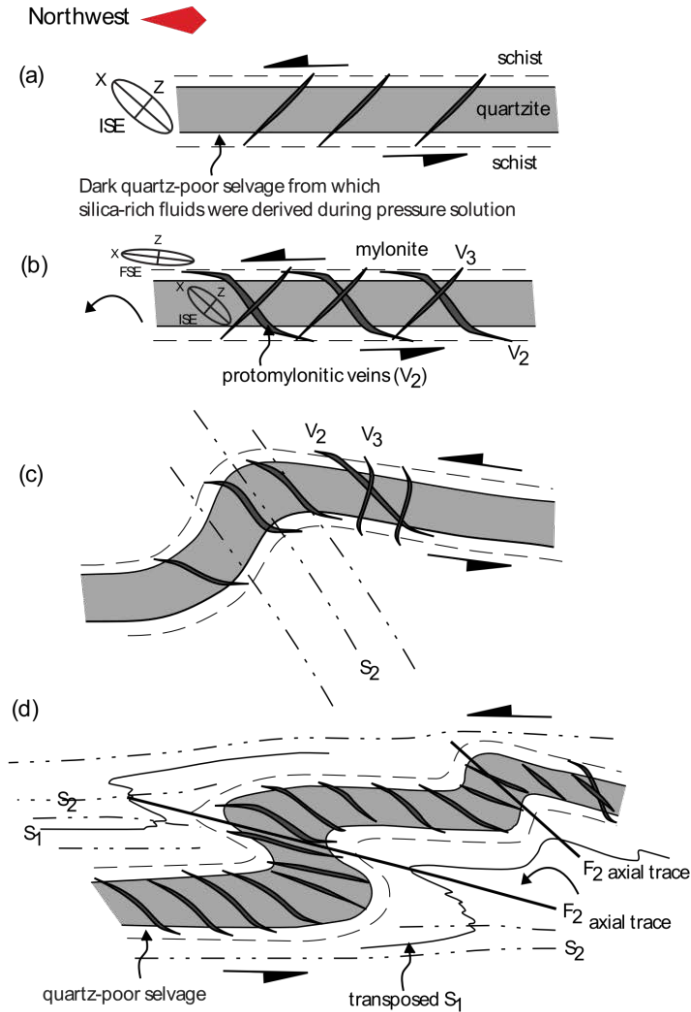 Northwest
(a)
schist
X
Z
ISE
quartzite
schist
Dark quartz-poor selvage from which
silica-rich fluids were derived during pressure solution
(b)
X
Z
FSE
mylonite
V3
X
Z
ISE
protomylonitic veins (V2)
V2
(c)
V2
V3
S2
(d)
S2
S1
F2 axial trace
F2 axial trace
S2
quartz-poor selvage
transposed S1